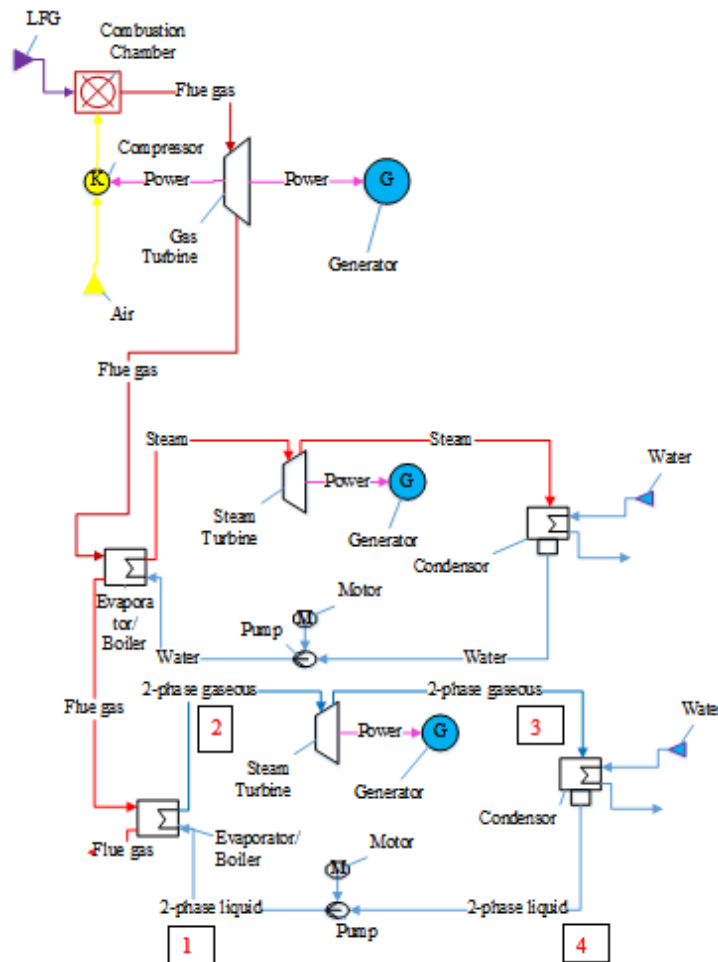 LFG
Combustion
Chamber
Flue gas
Compressor
K
Power
Power
G
Gas
Turbine
Generator
Air
Flue gas
Steam
Steam
Water
Power
G
Steam
Turbine
Generator
Condensor
Evapora
tor/
Boiler
Motor
M
Pump
Water
Water
2-phase gaseous
2-phase gaseous
Flue gas
2
3
Water
Power
G
Steam
Turbine
Generator
Condensor
Evaporator/
Boiler
Flue gas
Motor
M
2-phase liquid
2-phase liquid
Pump
1
4